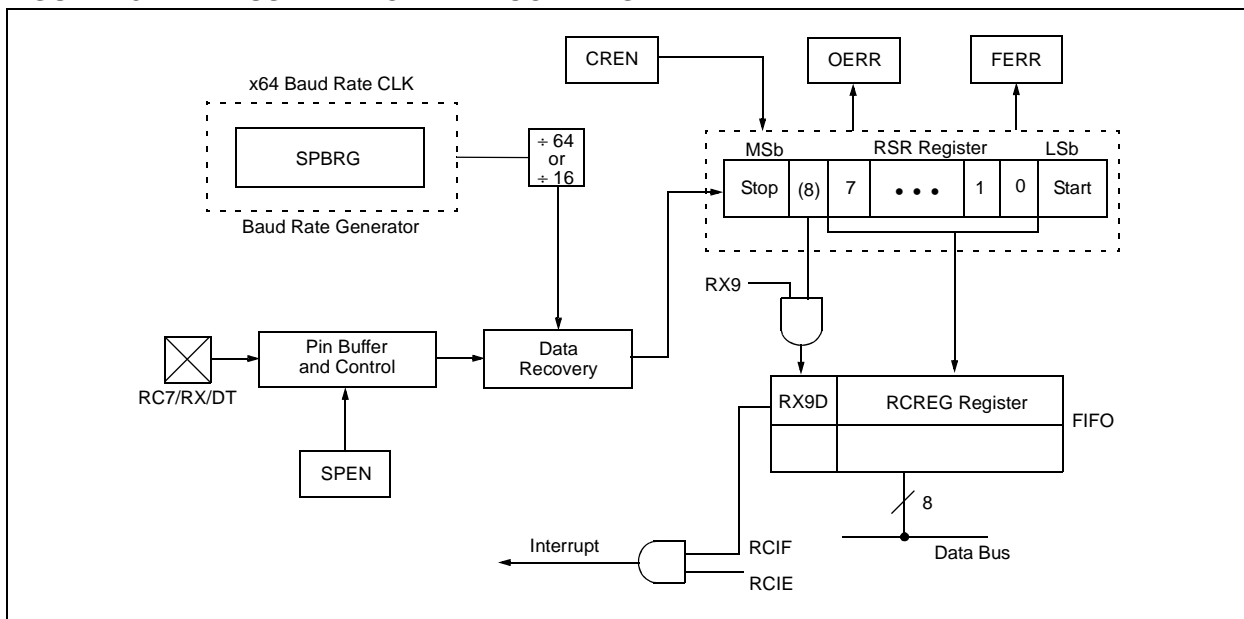 CREN
OERR
FERR
x64 Baud Rate CLK
SPBRG
÷ 64
or
÷ 16
Baud Rate Generator
MSb
RSR Register
LSb
Stop
(8)
7
• • •
1
0
Start
RX9
Pin Buffer
and Control
Data
Recovery
RC7/RX/DT
SPEN
RX9D
RCREG Register
FIFO
8
Data Bus
Interrupt
RCIF
RCIE